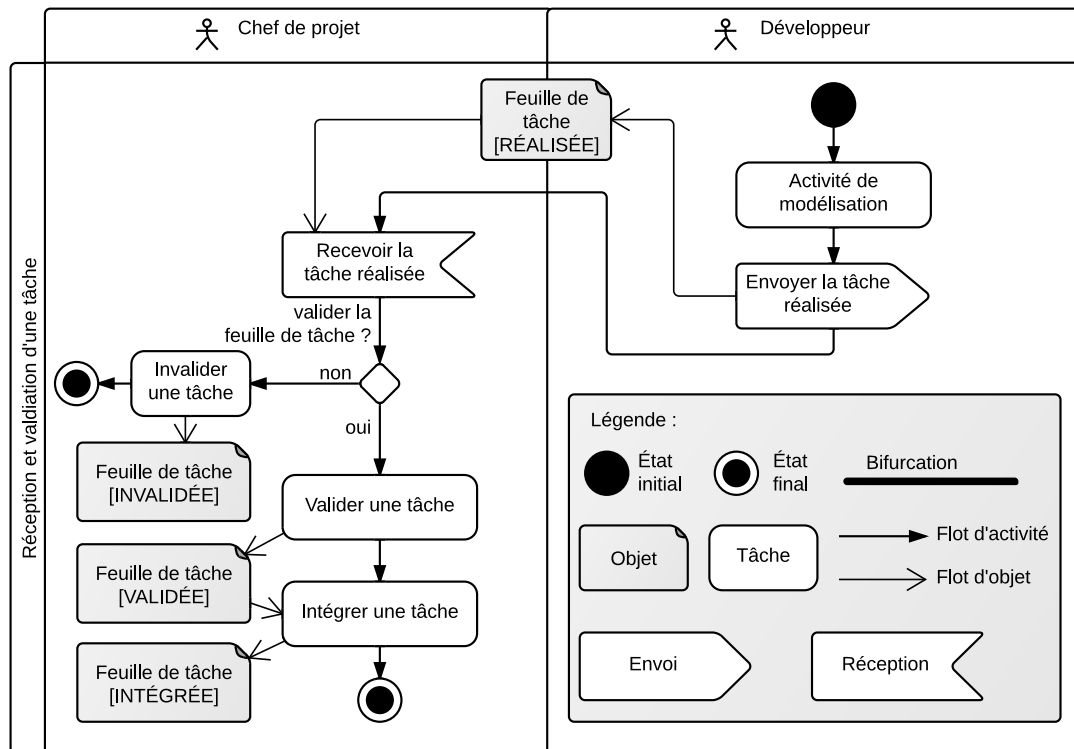 Chef de projet
Développeur
Réception et valdiation d'une tâche
Feuille de
tâche
[RÉALISÉE]
Activité de
modélisation
Recevoir la
tâche réalisée
Envoyer la tâche
réalisée
valider la
feuille de tâche ?
Invalider
une tâche
non
oui
Feuille de tâche
[INVALIDÉE]
Valider une tâche
Feuille de tâche
[VALIDÉE]
Intégrer une tâche
Feuille de tâche
[INTÉGRÉE]
Légende :
État
initial
État
final
Bifurcation
Objet
Tâche
Flot d'activité
Flot d'objet
Envoi
Réception